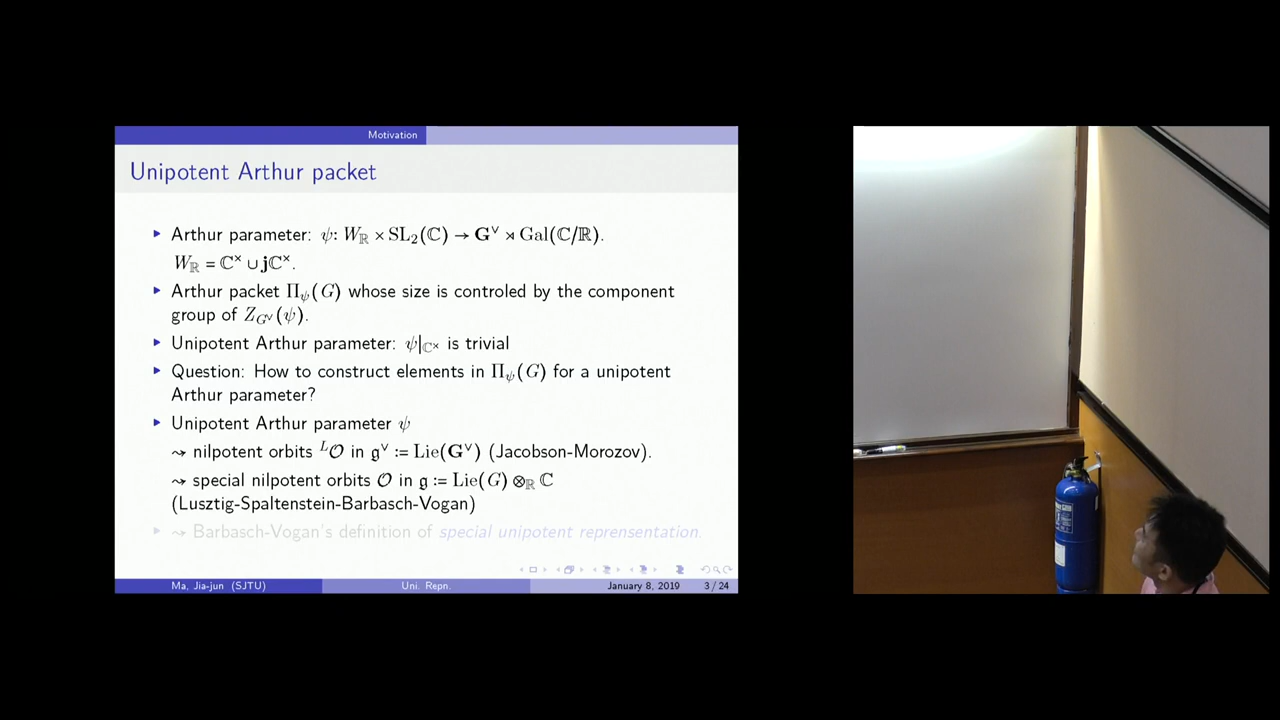 Motivation
Unipotent Arthur packet
▸ Arthur parameter: ψ: W_ℝ × SL₂(ℂ) → G^∨ ⋊ Gal(ℂ/ℝ).
W_ℝ = ℂ^× ∪ jℂ^×.
▸ Arthur packet Π_ψ(G) whose size is controled by the component
group of Z_{G^∨}(ψ).
▸ Unipotent Arthur parameter: ψ|_{ℂ^×} is trivial
▸ Question: How to construct elements in Π_ψ(G) for a unipotent
Arthur parameter?
▸ Unipotent Arthur parameter ψ
⇝ nilpotent orbits ^L𝒪 in 𝔤^∨ := Lie(G^∨) (Jacobson-Morozov).
⇝ special nilpotent orbits 𝒪 in 𝔤 := Lie(G) ⊗_ℝ ℂ
(Lusztig-Spaltenstein-Barbasch-Vogan)
▸ ⇝ Barbasch-Vogan's definition of special unipotent reprensentation.
Ma, Jia-jun (SJTU) Uni. Repn. January 8, 2019 3 / 24